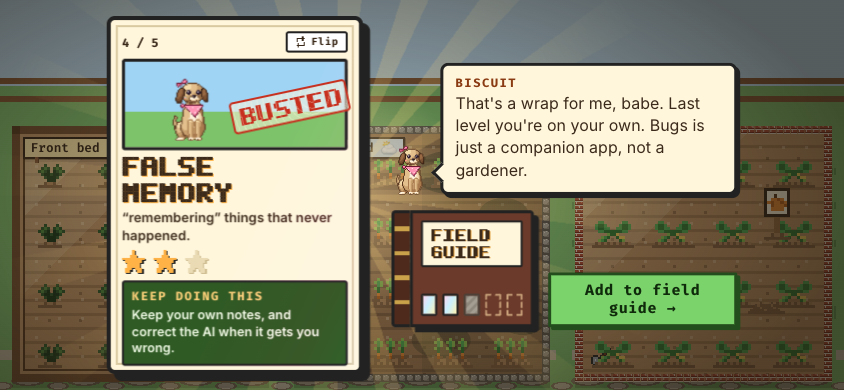 4 / 5
Flip
BUSTED
FALSE
MEMORY
“remembering” things that never
happened.
KEEP DOING THIS
Keep your own notes, and
correct the AI when it gets you
wrong.
Front bed
BISCUIT
That's a wrap for me, babe. Last
level you're on your own. Bugs is
just a companion app, not a
gardener.
FIELD
GUIDE
Add to field
guide →